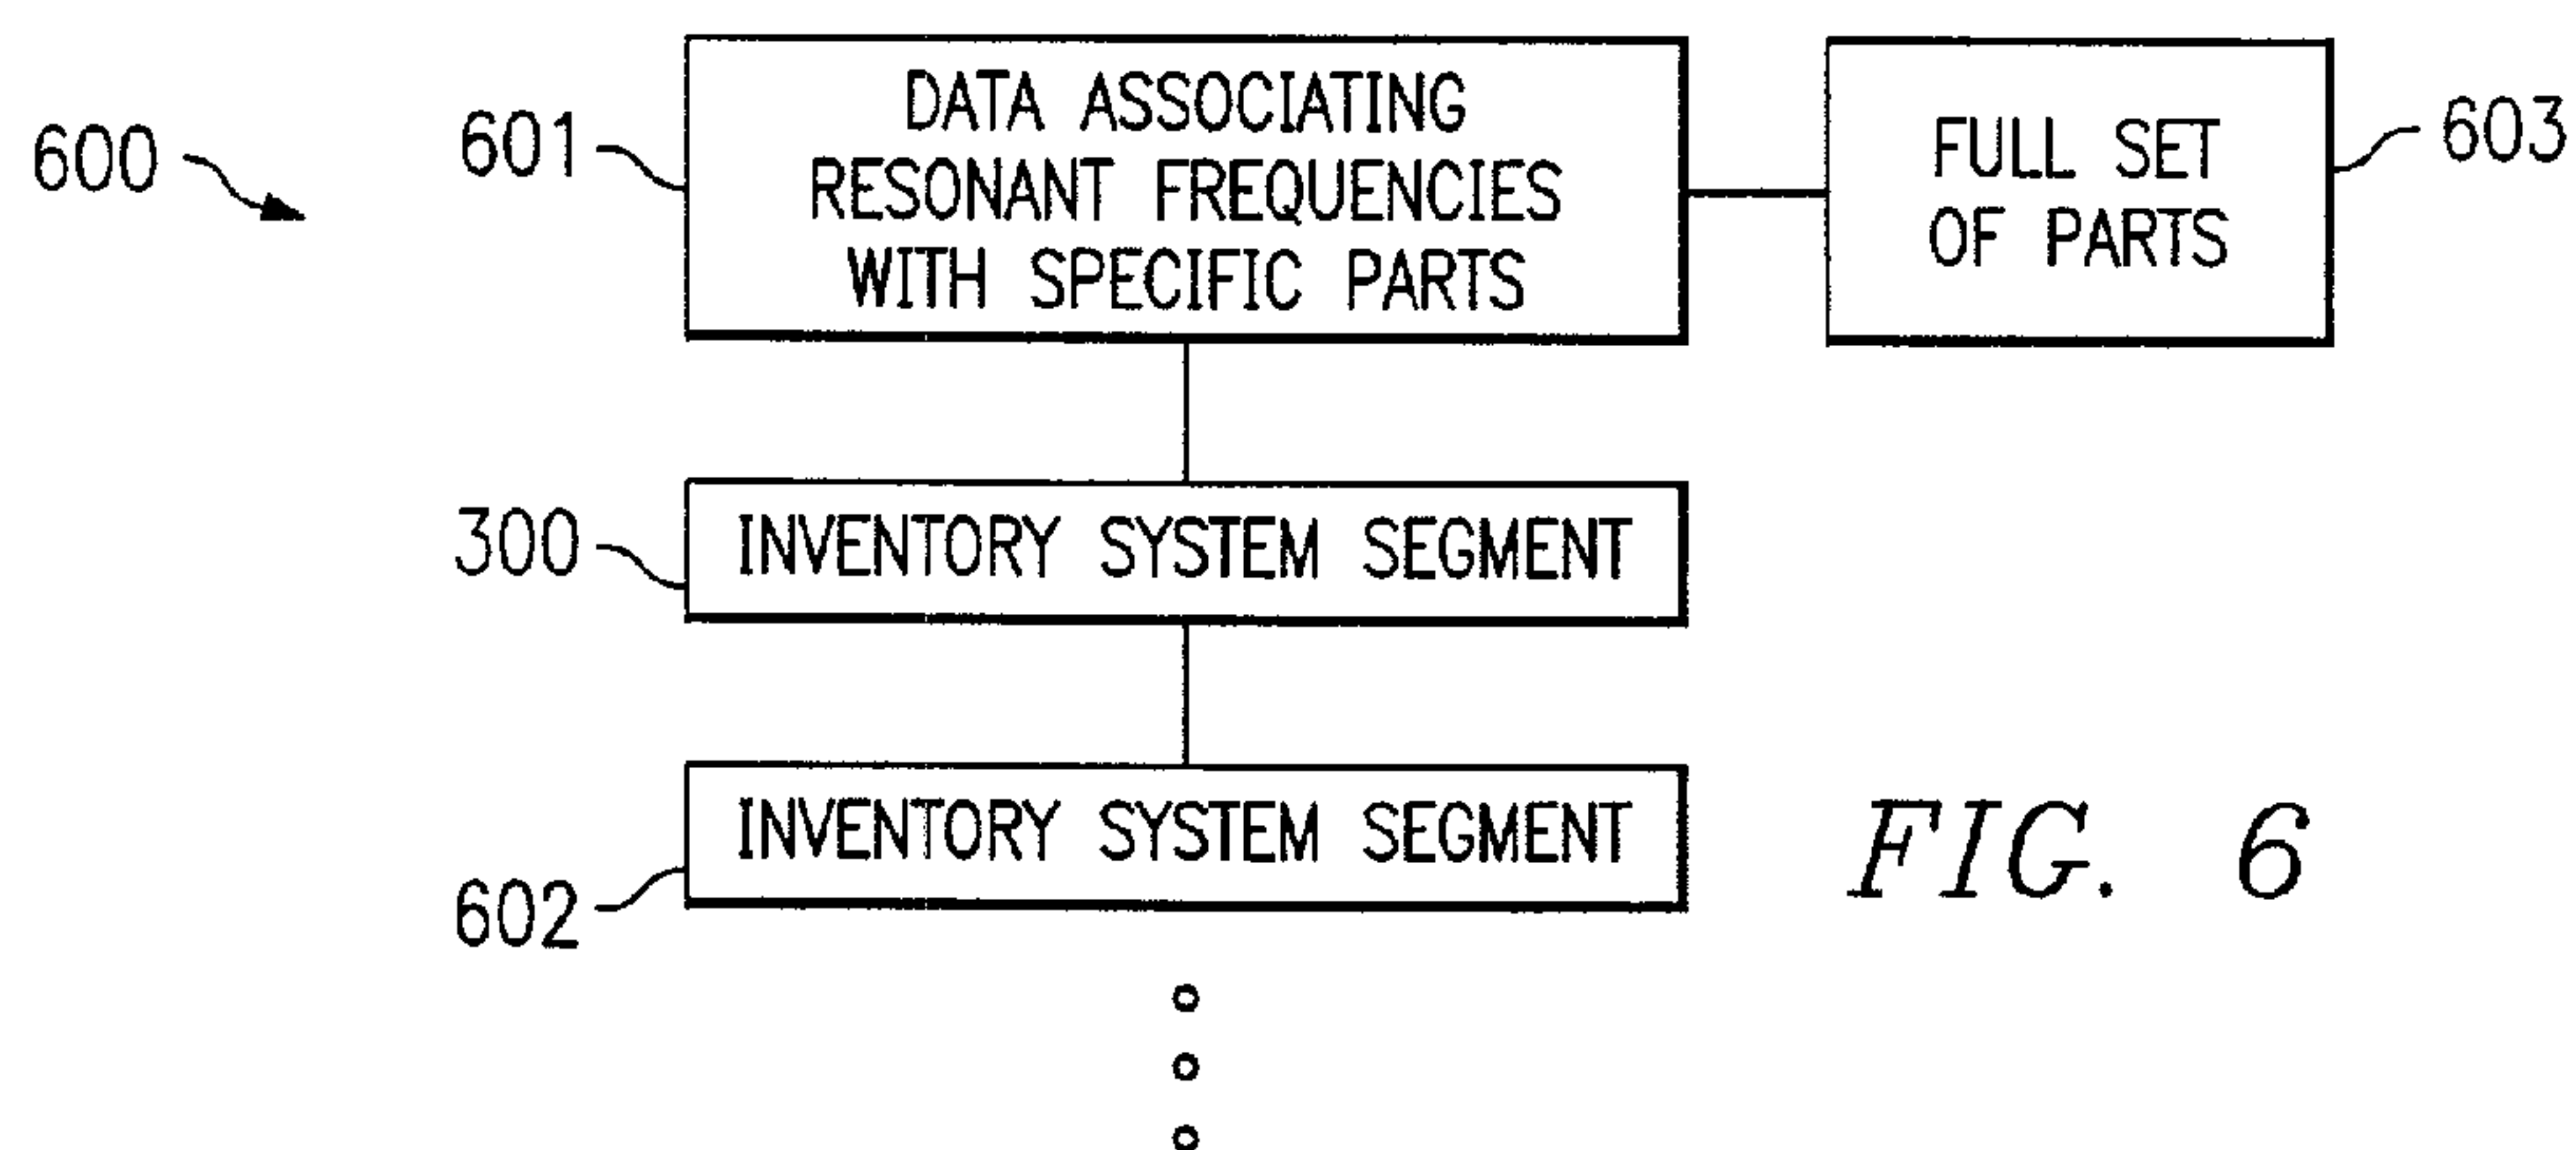 600
601
DATA ASSOCIATING
RESONANT FREQUENCIES
WITH SPECIFIC PARTS
FULL SET
OF PARTS
603
300
INVENTORY SYSTEM SEGMENT
INVENTORY SYSTEM SEGMENT
602
FIG. 6